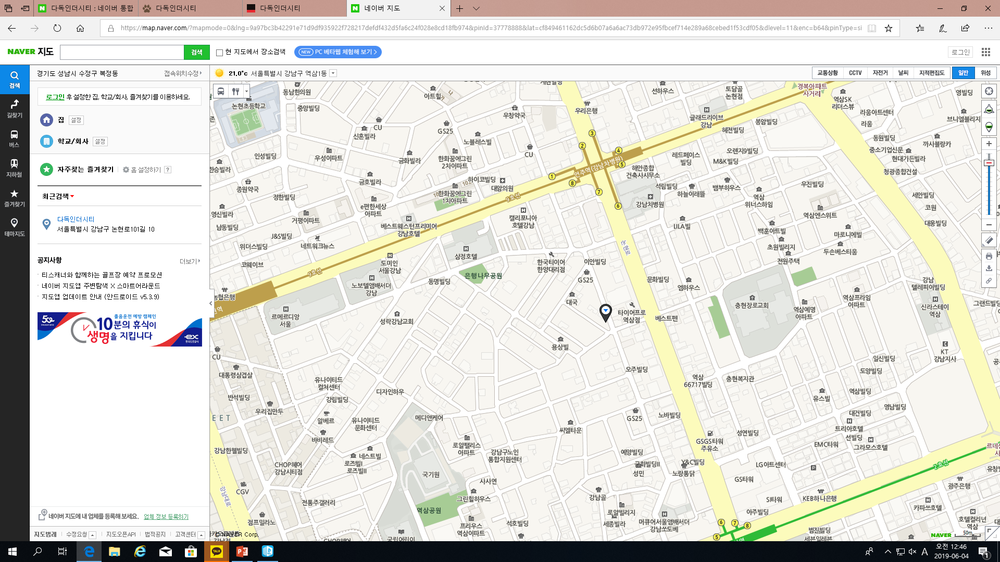 다독인더시티 : 네이버 통합
다독인더시티
다독인더시티
네이버 지도
https://map.naver.com/?mapmode=0&lng=9a97bc3b42291e71d9df935922f728217defdf432d5fa6c24f028e8cd18fb974&pinId=37778888&lat=cf849461162dc5d6b07a6a6ac73db972e95fbcef714e289a68cebed1f53cdf05&dlevel=11&enc=b64&pinType=si
NAVER 지도
검색
현 지도에서 장소검색
NEW PC 베타웹 체험해 보기
로그인
검색
길찾기
버스
지하철
즐겨찾기
테마지도
경기도 성남시 수정구 복정동
접속위치수정
로그인 후 설정한 집, 학교/회사, 즐겨찾기를 이용하세요.
집 설정
학교/회사 설정
자주찾는 즐겨찾기
홈 설정하기 ?
최근검색
다독인더시티
서울특별시 강남구 논현로101길 10
공지사항
더보기
티스캐너와 함께하는 골프장 예약 프로모션
네이버 지도앱 주변탐색 X 스마트어라운드
지도앱 업데이트 안내 (안드로이드 v5.3.9)
졸음운전 예방 캠페인
10분의 휴식이
생명을 지킵니다
ex
한국도로공사
네이버 지도에 내 업체를 등록해 보세요. 업체 정보 등록하기
지도범례 수정요청 지도오픈API 법적공지 고객센터
21.0°c 서울특별시 강남구 역삼1동
교통상황 CCTV 자전거 날씨 지적편집도 일반 위성
동남한의원
아트힐
논현초등학교
중앙빌딩
CU
신혼빌라
GS25
우창약국
우리은행
노블레스빌
CU
인성빌딩
우성아파트
금화빌라
한화꿈에그린
2차아파트
금호빌라
하이코빌딩
대암의원
종원약국
정한빌딩
한화꿈에그린
1차아파트
9호선
e편한세상
아파트
영신빌라
거평아파트
남동빌딩
J&S빌딩
베스트웨스턴프리미어
강남호텔
캘리포니아
호텔강남
위더스빌딩
네트워크뉴스
코웨이브
도미인
서울강남
삼정호텔
은행나무공원
한국타이어
한양대리점
이안빌딩
GS25
9호선
노보텔앰배서더
강남
동명빌딩
대국
농협은행
르메르디앙
서울
성락강남교회
타이어프로
역삼점
베스트펜
용상빌
오주빌딩
언주역(강남차병원)
1
2
3
4
5
6
7
8
선하우스
토담골
논현점
경복아파트
사거리
역삼SK
리더스뷰
영빌딩
글래드라이브
강남
혜전빌딩
봉암빌딩
라움아트센터
라움
브니엘빌리지
동원빌딩
까사빌랑카
중소기업신문
현대가든빌라
청광종합건설
레드페이스
빌딩
오렌지9빌딩
M&K빌딩
해안종합
건축사사무소
석림빌딩
하늘이래뜰
뱀부하우스
우진빌딩
역삼
위너스하임
강남차병원
역삼엔스위트
세안빌딩
코원
대웅빌딩
LILA빌
백훈아트빌
마로니에빌
초원빌리지
두손베스티움
전원주택
논현로
문화빌딩
엠하우스
충현장로교회
강남
텔레피아빌딩
역삼프라임
아파트
역삼예명
아파트
신라스테이
역삼
그랜드빌딩
KT
강남지사
일신빌딩
도양빌딩
역삼
66717빌딩
충현복지관
역삼빌딩
유스빌
영남빌딩
대건빌딩
트리아호텔
선빌딩
성연빌딩
EMC타워
그라모스호텔
GSGS타워
주유소
노바빌딩
GS25
씨엘타운
예양빌딩
금화빌딩II
성민
Y&C빌딩
노랑통닭
LG아트센터
GS타워
2호선
광주은행
SI타워
KEB하나은행
아주빌딩
카파쓰호텔
호텔컬리넌
역삼
범진빌딩
세븐일레븐
강남골
로얄빌리지
세종빌라
머큐어서울앰배서더
강남쏘도베
6
7
8
5
CU
대통령삼겹살
반석빌딩
우리집만두
유나이티드
컬쳐센터
강림빌딩
디자인하우
알베르
유나이티드
문화센터
바비레드
메디앤케어
강남한웰빌딩
네스트빌
로즈빌I
로즈빌II
CHOP헤어
강남시티점
로얄팰리스
아파트
강남구노인
통합지원센터
국기원
사사연
CGV
강남대로
전통주갤러리
그린힐하우스
역삼공원
점프밀라노
프리우스
역삼아파트
석호빌딩
국립어린이
CHOP헤어
© NAVER Corp.
NAVER 50m
오전 12:46
2019-06-04